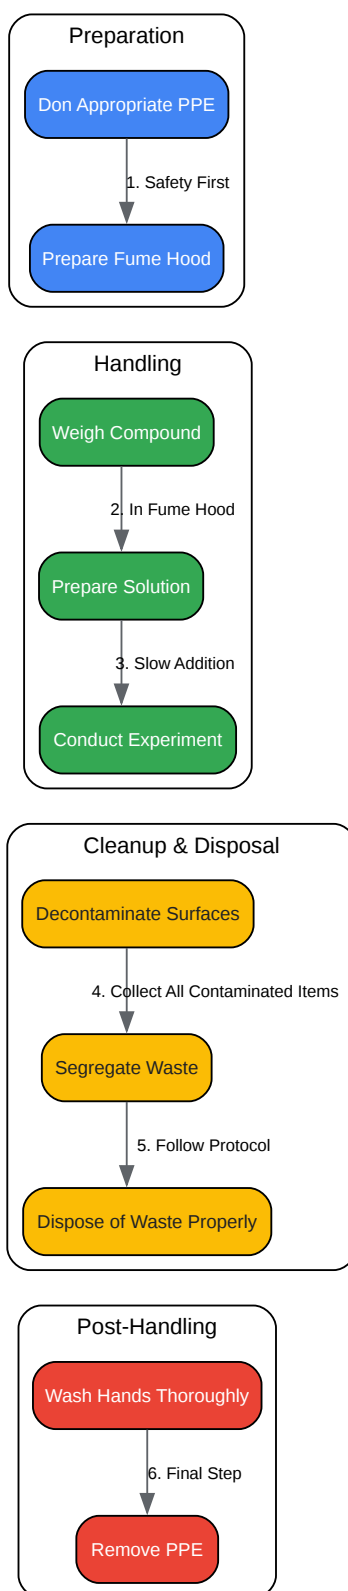 Preparation
Don Appropriate PPE
1. Safety First
Prepare Fume Hood
Handling
Weigh Compound
2. In Fume Hood
Prepare Solution
3. Slow Addition
Conduct Experiment
Cleanup & Disposal
Decontaminate Surfaces
4. Collect All Contaminated Items
Segregate Waste
5. Follow Protocol
Dispose of Waste Properly
Post-Handling
Wash Hands Thoroughly
6. Final Step
Remove PPE